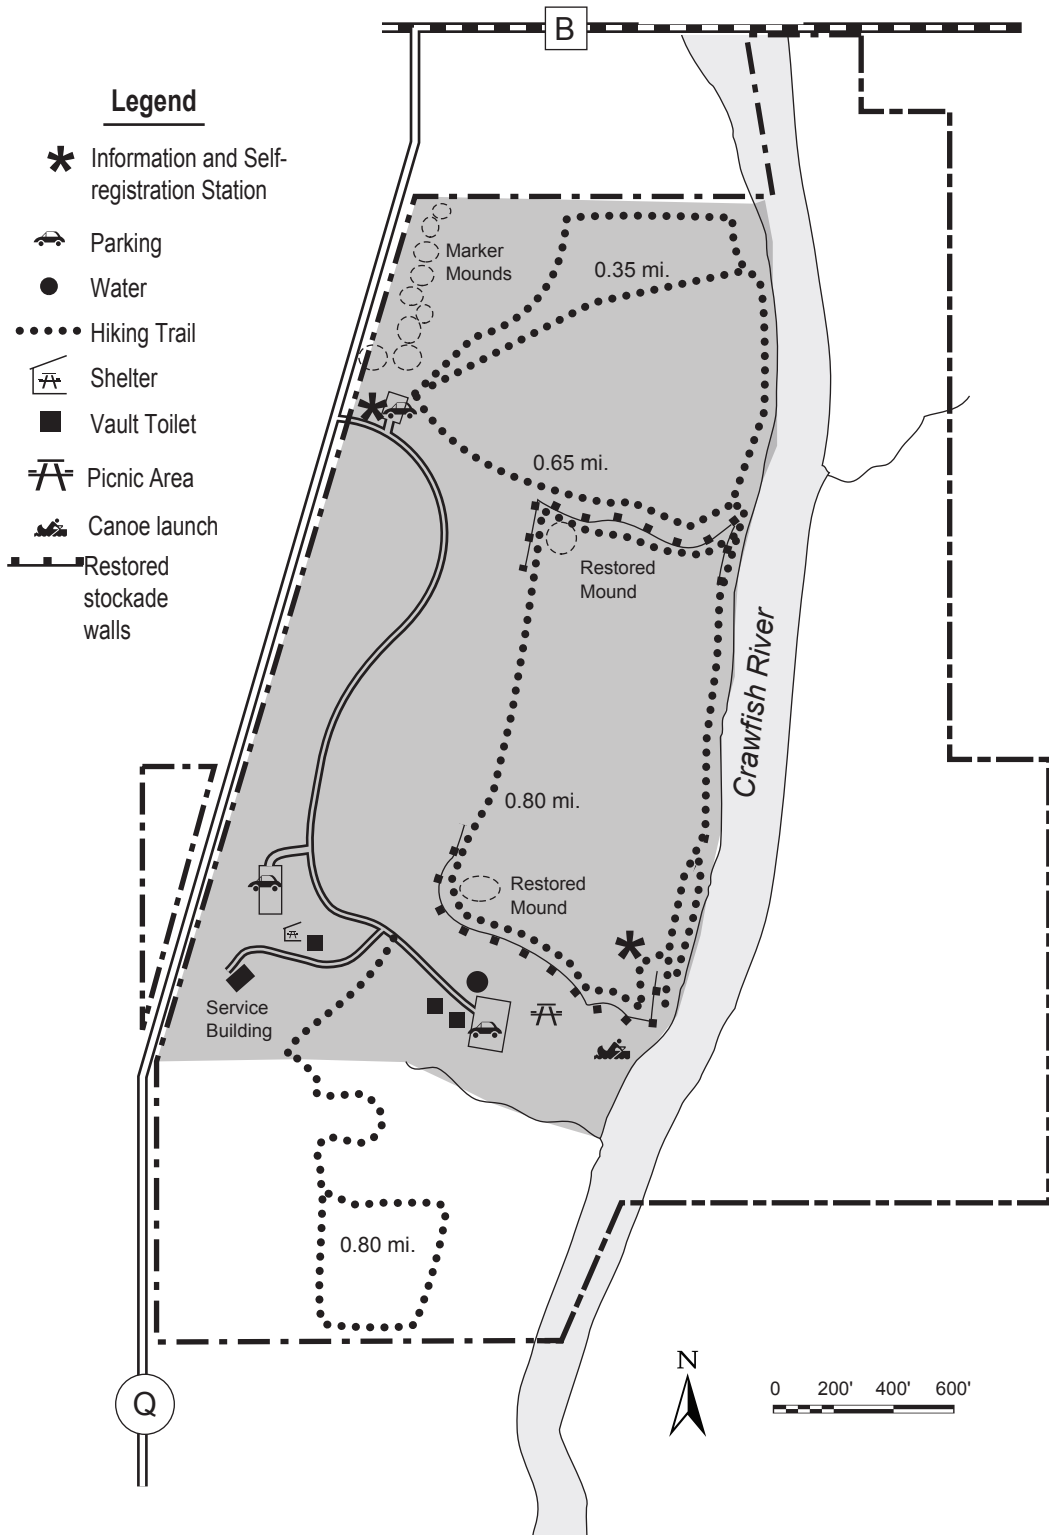 B
Legend
Information and Self-
registration Station
Parking
Water
Hiking Trail
Shelter
Vault Toilet
Picnic Area
Canoe launch
Restored
stockade
walls
Marker
Mounds
0.35 mi.
0.65 mi.
Restored
Mound
Crawfish River
0.80 mi.
Restored
Mound
Service
Building
0.80 mi.
Q
N
0 200' 400' 600'